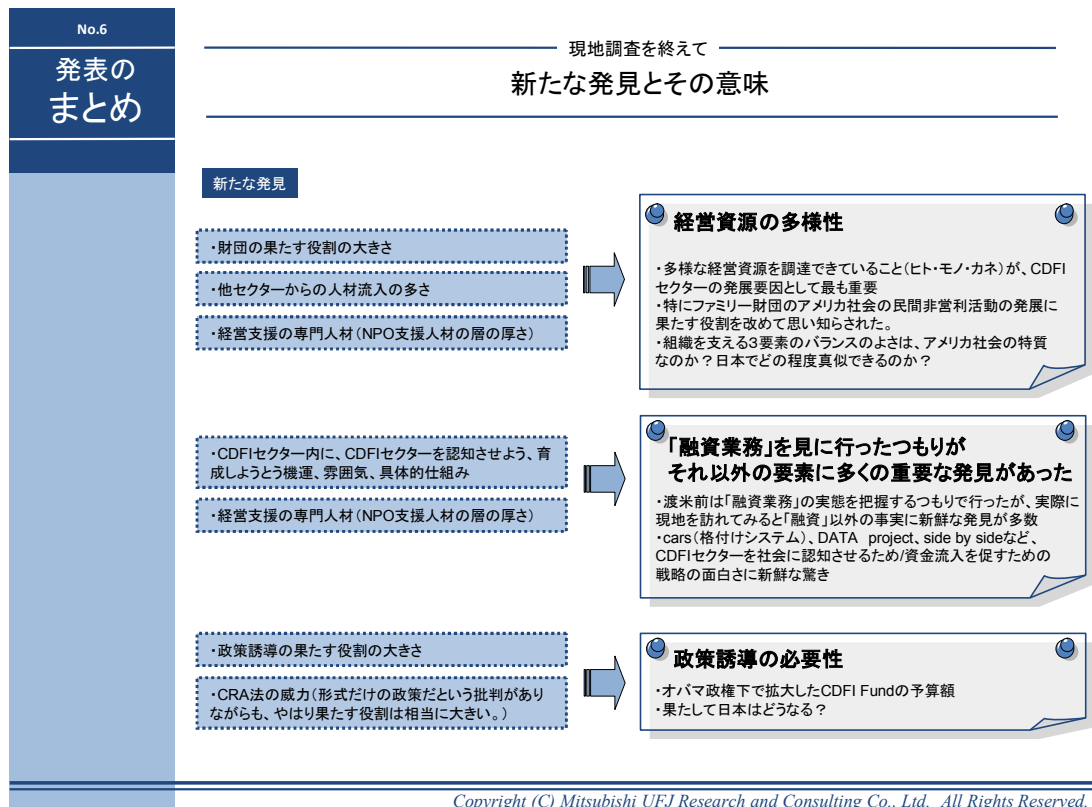 No.6
発表の
まとめ
現地調査を終えて
新たな発見とその意味
新たな発見
・財団の果たす役割の大きさ
・他セクターからの人材流入の多さ
・経営支援の専門人材(NPO支援人材の層の厚さ)
経営資源の多様性
・多様な経営資源を調達できていること(ヒト・モノ・カネ)が、CDFI
セクターの発展要因として最も重要
・特にファミリー財団のアメリカ社会の民間非営利活動の発展に
果たす役割を改めて思い知らされた。
・組織を支える3要素のバランスのよさは、アメリカ社会の特質
なのか?日本でどの程度真似できるのか?
・CDFIセクター内に、CDFIセクターを認知させよう、育
成しようとう機運、雰囲気、具体的仕組み
・経営支援の専門人材(NPO支援人材の層の厚さ)
「融資業務」を見に行ったつもりが
それ以外の要素に多くの重要な発見があった
・渡米前は「融資業務」の実態を把握するつもりで行ったが、実際に
現地を訪れてみると「融資」以外の事実に新鮮な発見が多数
・cars(格付けシステム)、DATA project、side by sideなど、
CDFIセクターを社会に認知させるため/資金流入を促すための
戦略の面白さに新鮮な驚き
・政策誘導の果たす役割の大きさ
・CRA法の威力(形式だけの政策だという批判があり
ながらも、やはり果たす役割は相当に大きい。)
政策誘導の必要性
・オバマ政権下で拡大したCDFI Fundの予算額
・果たして日本はどうなる?
Copyright (C) Mitsubishi UFJ Research and Consulting Co., Ltd. All Rights Reserved.